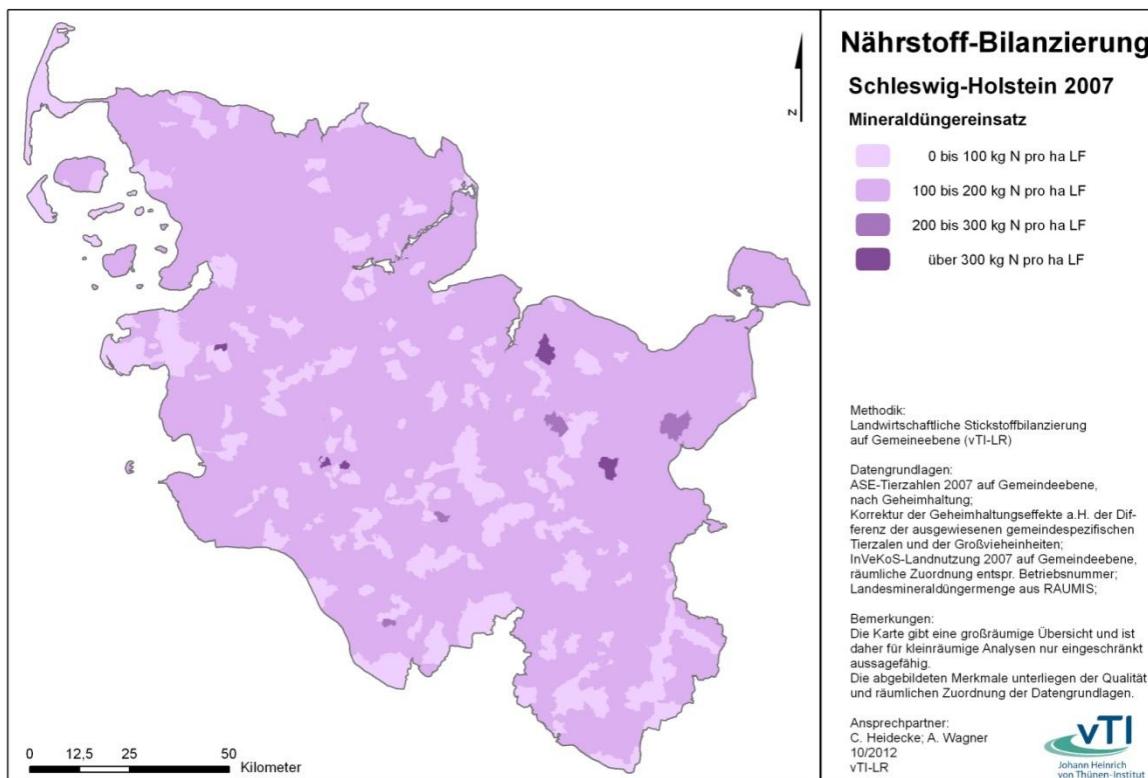 Nährstoff-Bilanzierung
Schleswig-Holstein 2007
Mineraldüngereinsatz
0 bis 100 kg N pro ha LF
100 bis 200 kg N pro ha LF
200 bis 300 kg N pro ha LF
über 300 kg N pro ha LF
N
Methodik:
Landwirtschaftliche Stickstoffbilanzierung
auf Gemeineebene (vTI-LR)
Datengrundlagen:
ASE-Tierzahlen 2007 auf Gemeindeebene,
nach Geheimhaltung;
Korrektur der Geheimhaltungseffekte a.H. der Dif-
ferenz der ausgewiesenen gemeindespezifischen
Tierzalen und der Großvieheinheiten;
InVeKoS-Landnutzung 2007 auf Gemeindeebene,
räumliche Zuordnung entspr. Betriebsnummer;
Landesmineraldüngermenge aus RAUMIS;
Bemerkungen:
Die Karte gibt eine großräumige Übersicht und ist
daher für kleinräumige Analysen nur eingeschränkt
aussagefähig.
Die abgebildeten Merkmale unterliegen der Qualität
und räumlichen Zuordnung der Datengrundlagen.
Ansprechpartner:
C. Heidecke; A. Wagner
10/2012
vTI-LR
vTI
Johann Heinrich
von Thünen-Institut
0 12,5 25 50
Kilometer